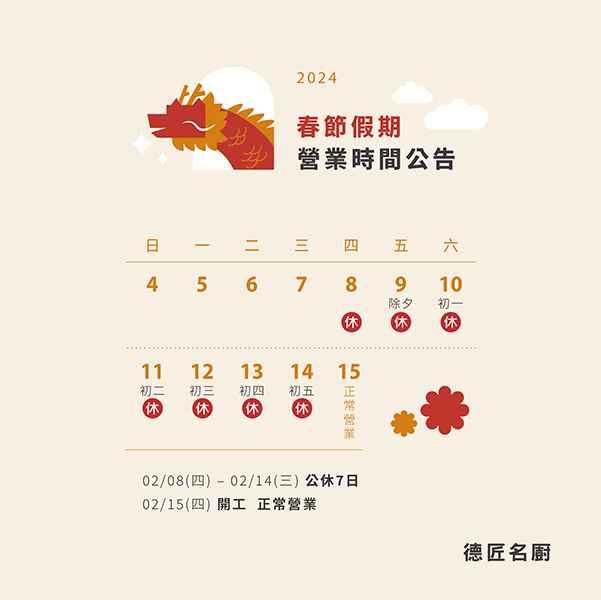 2024
春節假期
營業時間公告
日 一 二 三 四 五 六
4 5 6 7 8 9 10
除夕 初一
休 休 休
11 12 13 14 15
初二 初三 初四 初五 正常營業
休 休 休 休
02/08(四) – 02/14(三) 公休7日
02/15(四) 開工 正常營業
德匠名廚